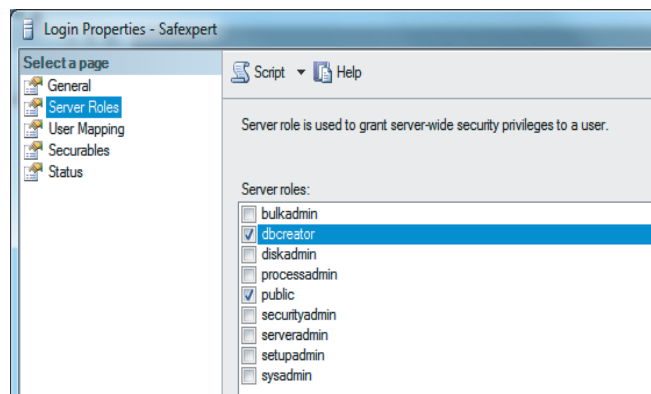 Login Properties - Safexpert
Select a page
General
Server Roles
User Mapping
Securables
Status
Script
Help
Server role is used to grant server-wide security privileges to a user.
Server roles:
bulkadmin
dbcreator
diskadmin
processadmin
public
securityadmin
serveradmin
setupadmin
sysadmin